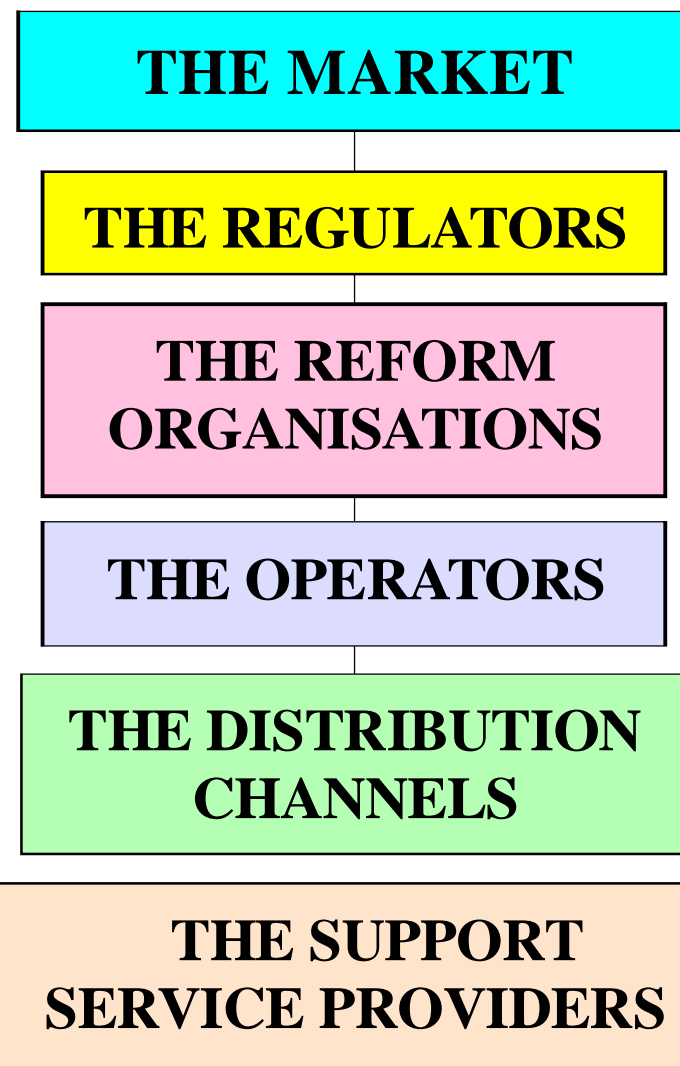 THE MARKET
THE REGULATORS
THE REFORM
ORGANISATIONS
THE OPERATORS
THE DISTRIBUTION
CHANNELS
THE SUPPORT
SERVICE PROVIDERS